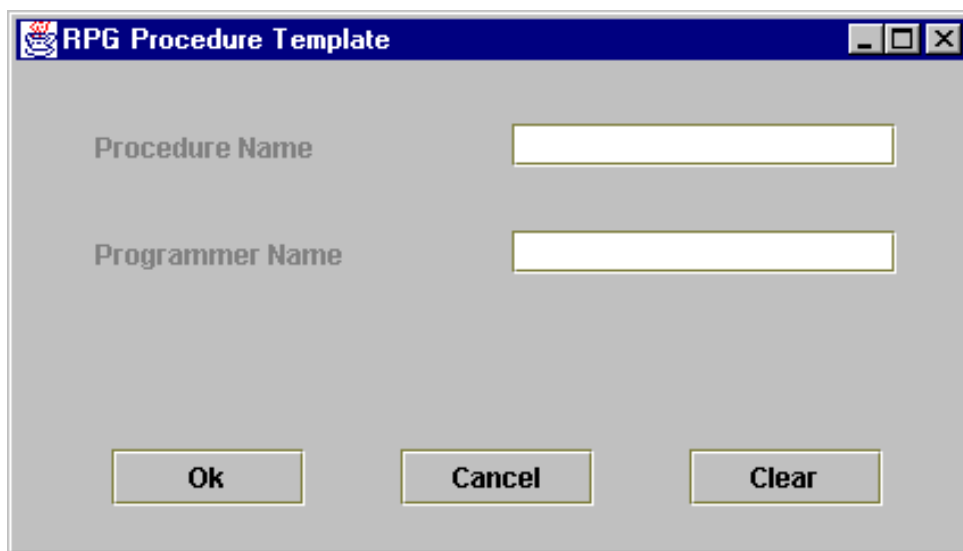 RPG Procedure Template
Procedure Name
Programmer Name
Ok Cancel Clear